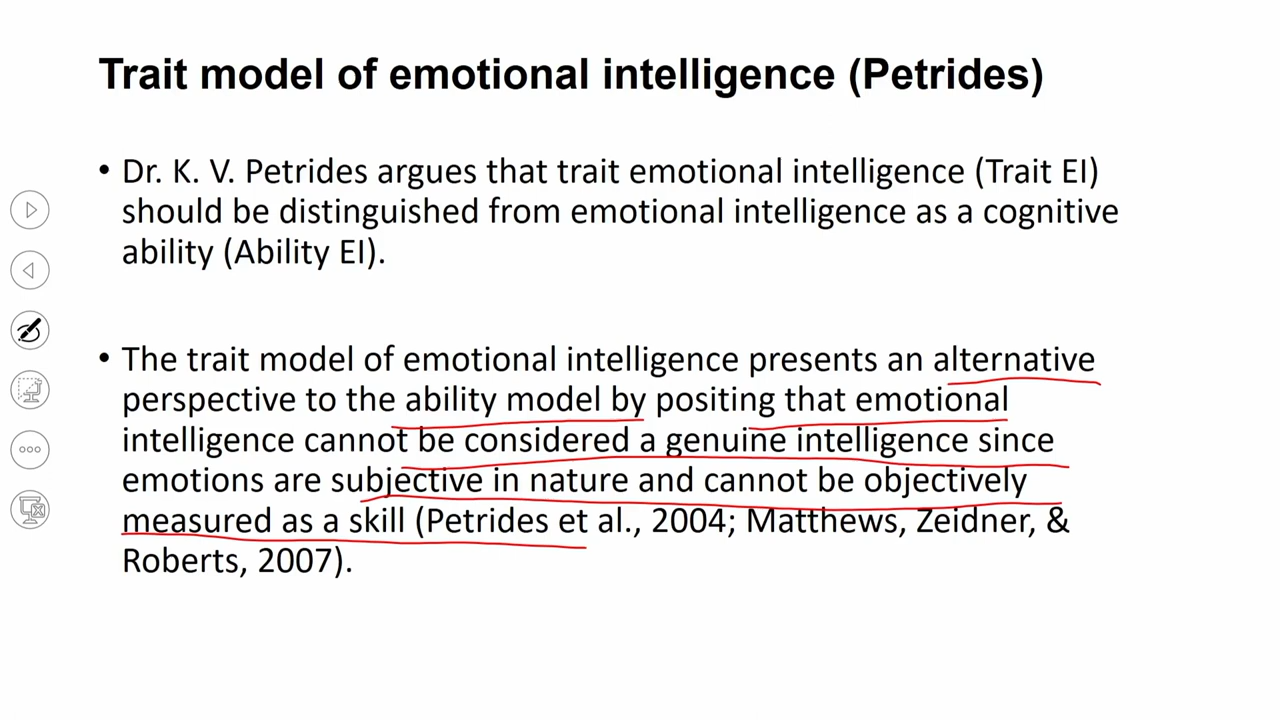 Trait model of emotional intelligence (Petrides)
• Dr. K. V. Petrides argues that trait emotional intelligence (Trait EI)
should be distinguished from emotional intelligence as a cognitive
ability (Ability EI).
• The trait model of emotional intelligence presents an alternative
perspective to the ability model by positing that emotional
intelligence cannot be considered a genuine intelligence since
emotions are subjective in nature and cannot be objectively
measured as a skill (Petrides et al., 2004; Matthews, Zeidner, &
Roberts, 2007).